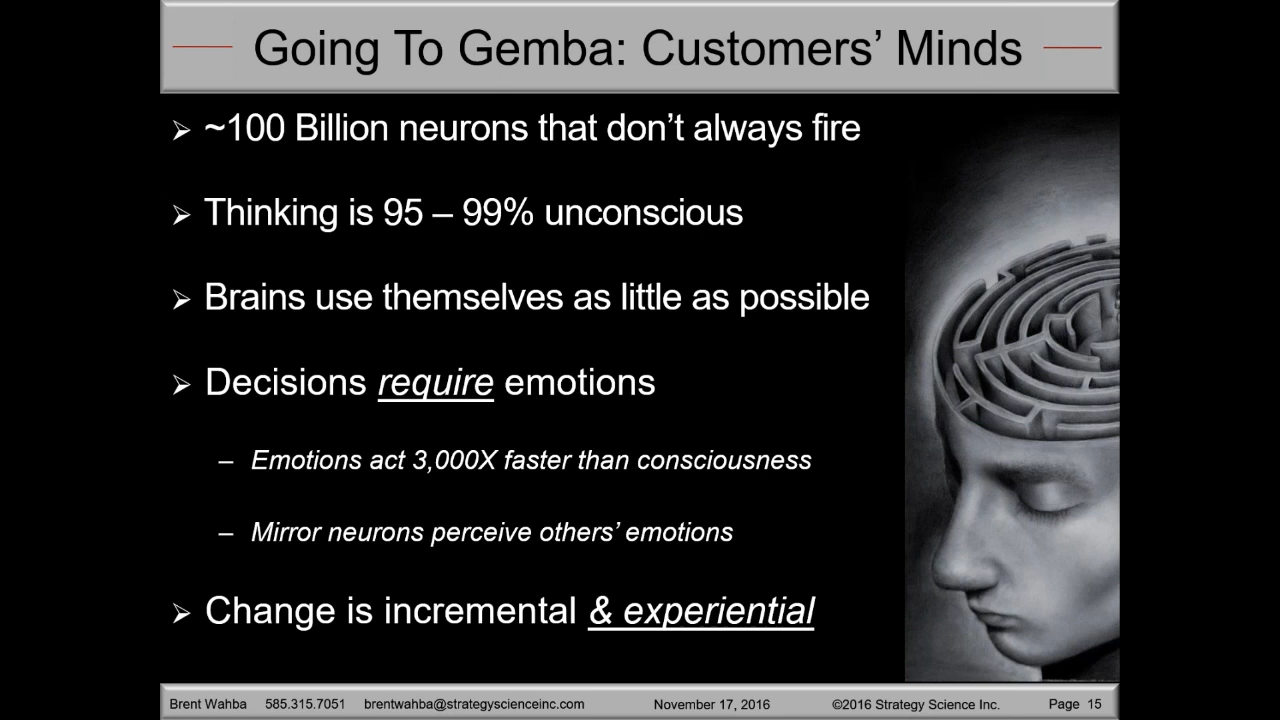 Going To Gemba: Customers’ Minds
➢ ~100 Billion neurons that don’t always fire
➢ Thinking is 95 – 99% unconscious
➢ Brains use themselves as little as possible
➢ Decisions require emotions
– Emotions act 3,000X faster than consciousness
– Mirror neurons perceive others’ emotions
➢ Change is incremental & experiential
Brent Wahba 585.315.7051 brentwahba@strategyscienceinc.com November 17, 2016 ©2016 Strategy Science Inc. Page 15